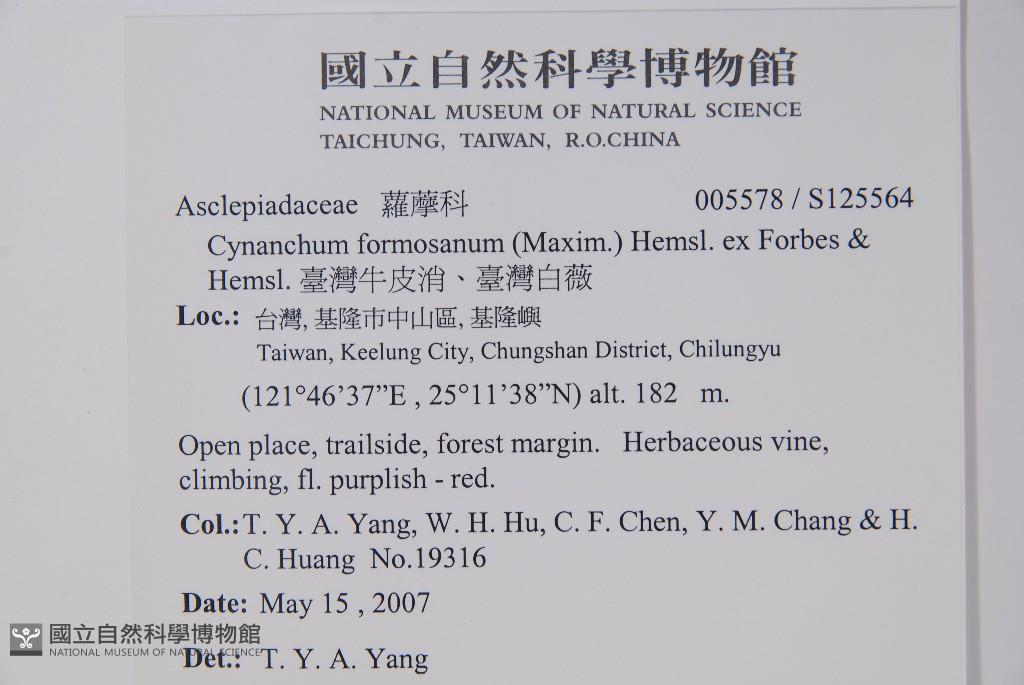 國立自然科學博物館
NATIONAL MUSEUM OF NATURAL SCIENCE
TAICHUNG, TAIWAN, R.O.CHINA
Asclepiadaceae 蘿藦科 005578 / S125564
Cynanchum formosanum (Maxim.) Hemsl. ex Forbes &
Hemsl. 臺灣牛皮消、臺灣白薇
Loc.: 台灣, 基隆市中山區, 基隆嶼
Taiwan, Keelung City, Chungshan District, Chilungyu
(121°46’37”E , 25°11’38”N) alt. 182 m.
Open place, trailside, forest margin. Herbaceous vine,
climbing, fl. purplish - red.
Col.: T. Y. A. Yang, W. H. Hu, C. F. Chen, Y. M. Chang & H.
C. Huang No.19316
Date: May 15 , 2007
國立自然科學博物館
NATIONAL MUSEUM OF NATURAL SCIENCE
Det.: T. Y. A. Yang